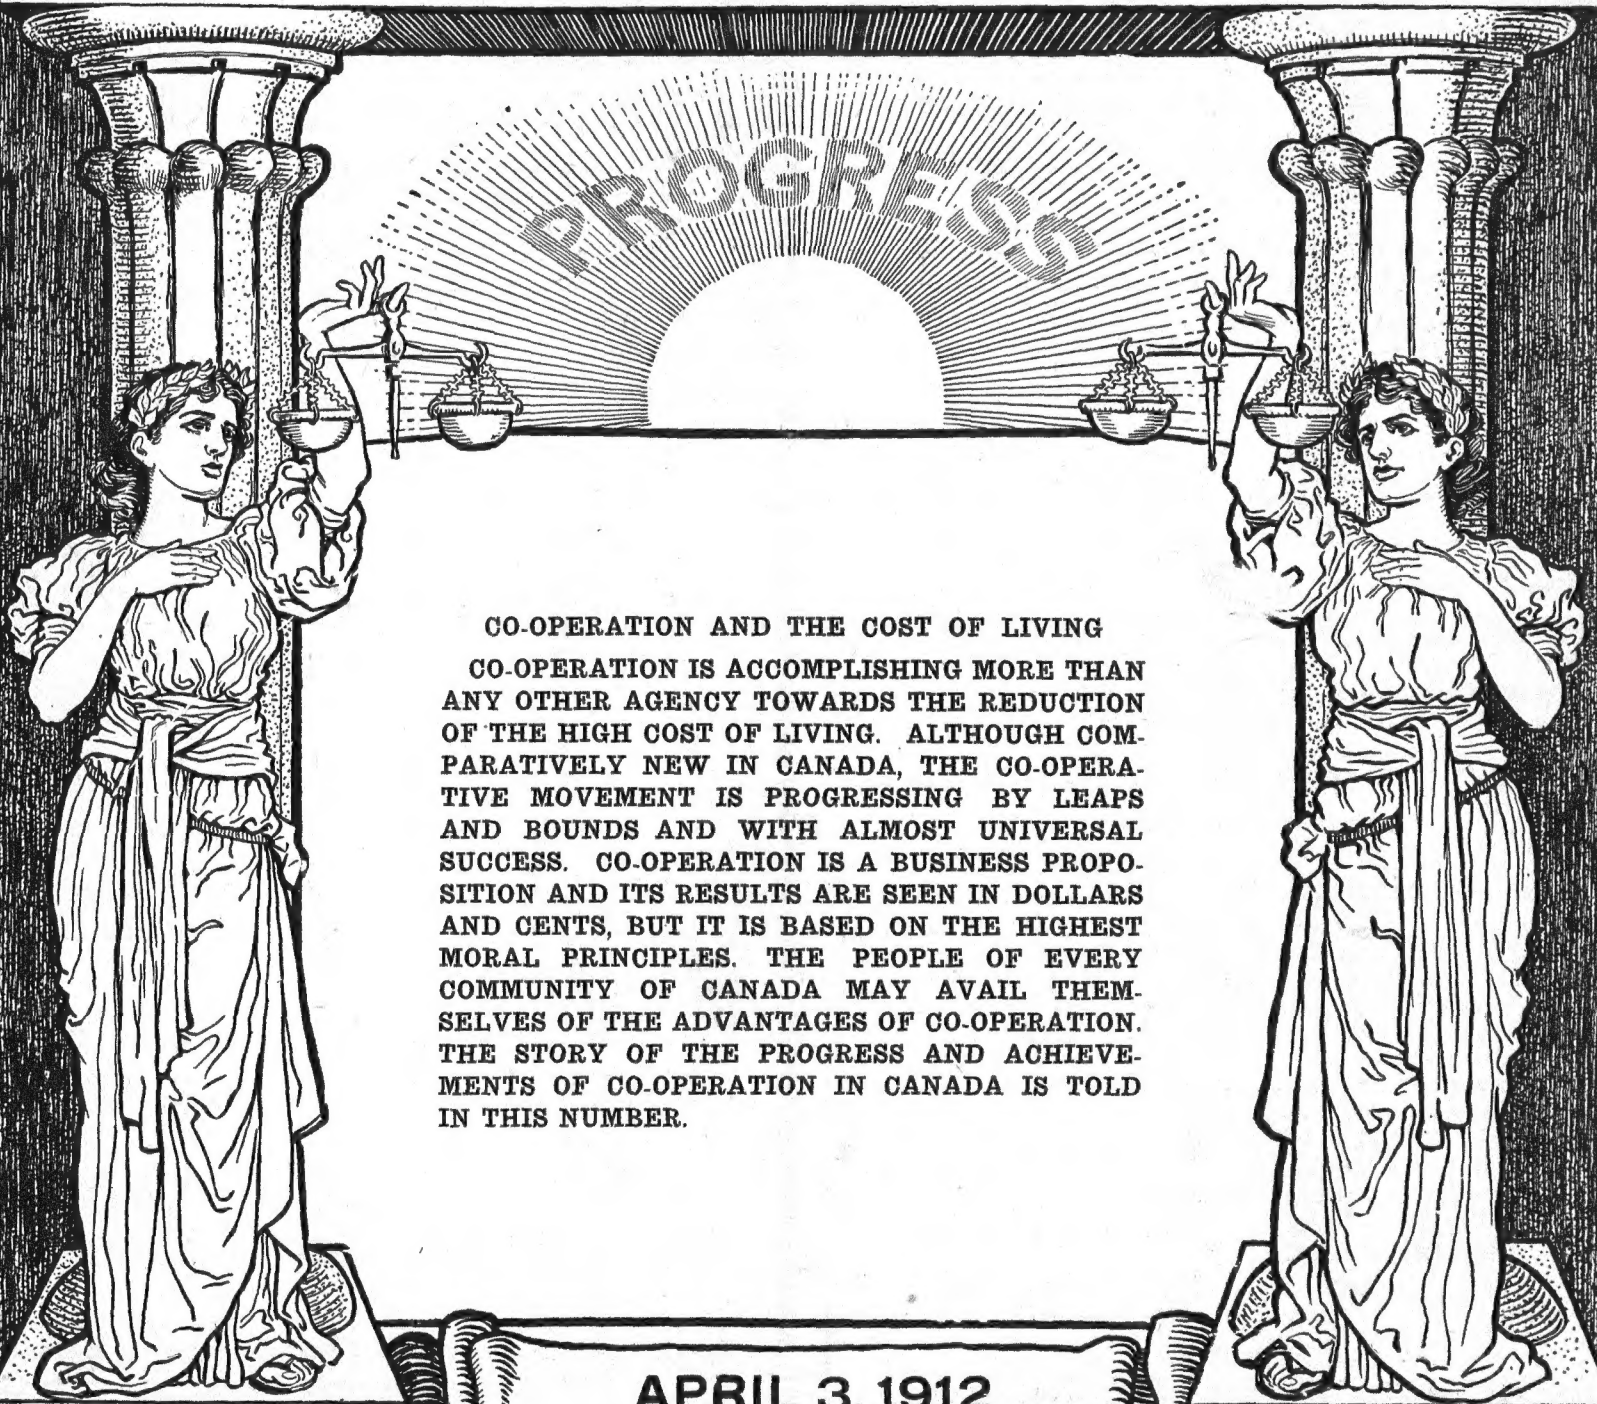 PROGRESS
CO-OPERATION AND THE COST OF LIVING
CO-OPERATION IS ACCOMPLISHING MORE THAN
ANY OTHER AGENCY TOWARDS THE REDUCTION
OF THE HIGH COST OF LIVING. ALTHOUGH COM-
PARATIVELY NEW IN CANADA, THE CO-OPERA-
TIVE MOVEMENT IS PROGRESSING BY LEAPS
AND BOUNDS AND WITH ALMOST UNIVERSAL
SUCCESS. CO-OPERATION IS A BUSINESS PROPO-
SITION AND ITS RESULTS ARE SEEN IN DOLLARS
AND CENTS, BUT IT IS BASED ON THE HIGHEST
MORAL PRINCIPLES. THE PEOPLE OF EVERY
COMMUNITY OF CANADA MAY AVAIL THEM-
SELVES OF THE ADVANTAGES OF CO-OPERATION.
THE STORY OF THE PROGRESS AND ACHIEVE-
MENTS OF CO-OPERATION IN CANADA IS TOLD
IN THIS NUMBER.
APRIL 3, 1912